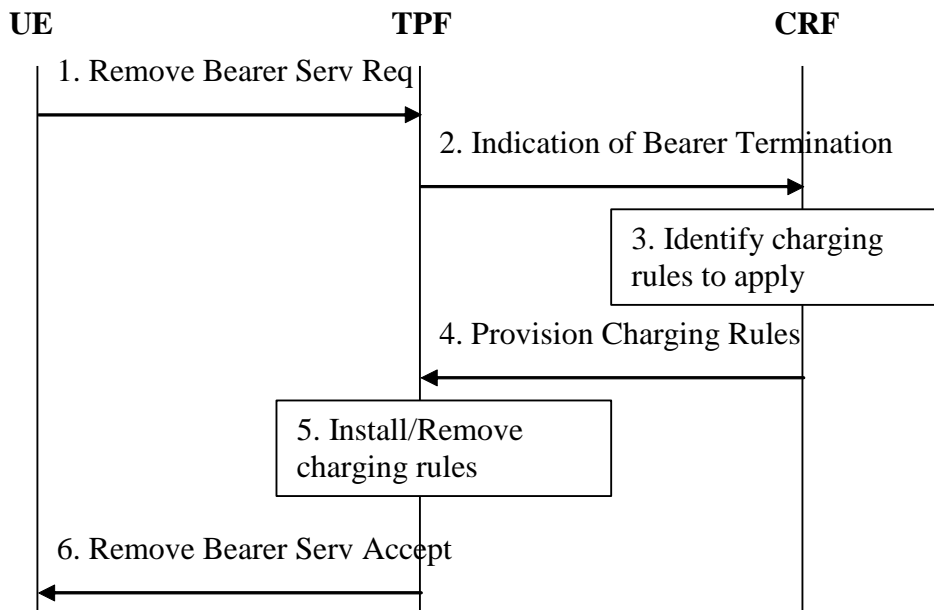 UE TPF CRF
1. Remove Bearer Serv Req
2. Indication of Bearer Termination
3. Identify charging
rules to apply
4. Provision Charging Rules
5. Install/Remove
charging rules
6. Remove Bearer Serv Accept